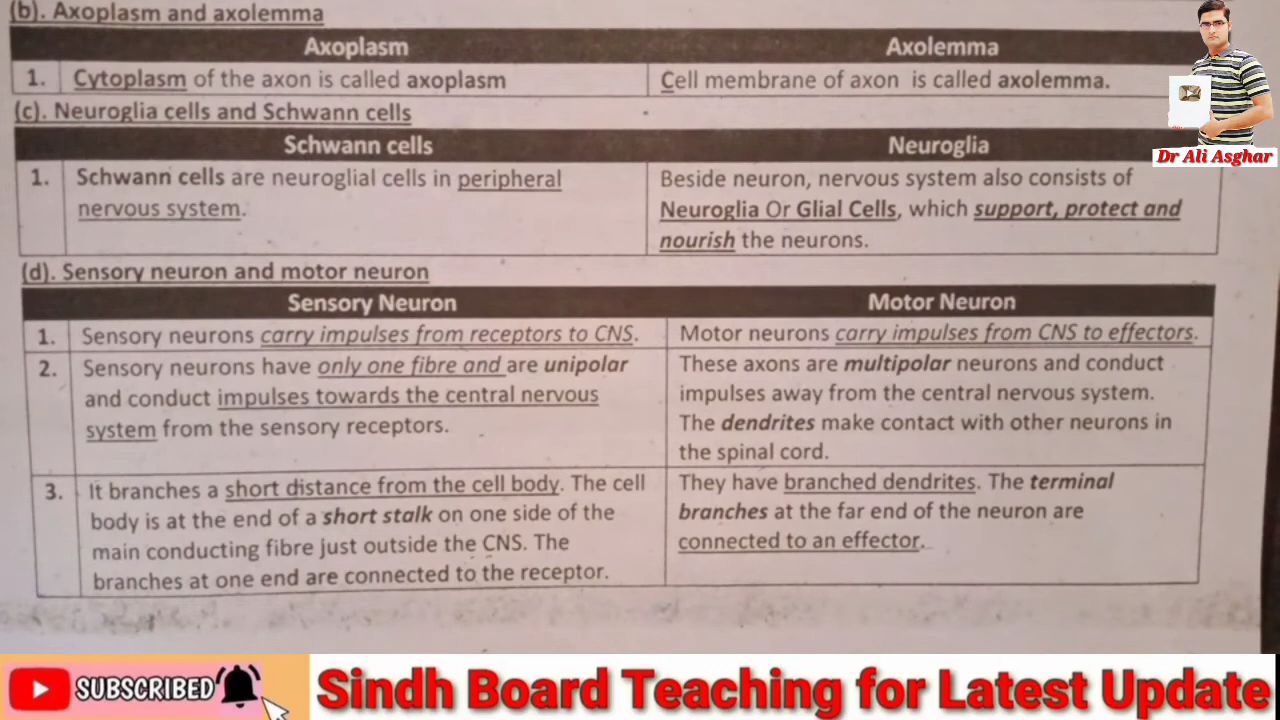 (b). Axoplasm and axolemma
Axoplasm Axolemma
1. Cytoplasm of the axon is called axoplasm Cell membrane of axon is called axolemma.
(c). Neuroglia cells and Schwann cells
Schwann cells Neuroglia
1. Schwann cells are neuroglial cells in peripheral
nervous system.
Beside neuron, nervous system also consists of
Neuroglia Or Glial Cells, which support, protect and
nourish the neurons.
Dr Ali Asghar
(d). Sensory neuron and motor neuron
Sensory Neuron Motor Neuron
1. Sensory neurons carry impulses from receptors to CNS. Motor neurons carry impulses from CNS to effectors.
2. Sensory neurons have only one fibre and are unipolar
and conduct impulses towards the central nervous
system from the sensory receptors.
These axons are multipolar neurons and conduct
impulses away from the central nervous system.
The dendrites make contact with other neurons in
the spinal cord.
3. It branches a short distance from the cell body. The cell
body is at the end of a short stalk on one side of the
main conducting fibre just outside the CNS. The
branches at one end are connected to the receptor.
They have branched dendrites. The terminal
branches at the far end of the neuron are
connected to an effector.
SUBSCRIBED
Sindh Board Teaching for Latest Update